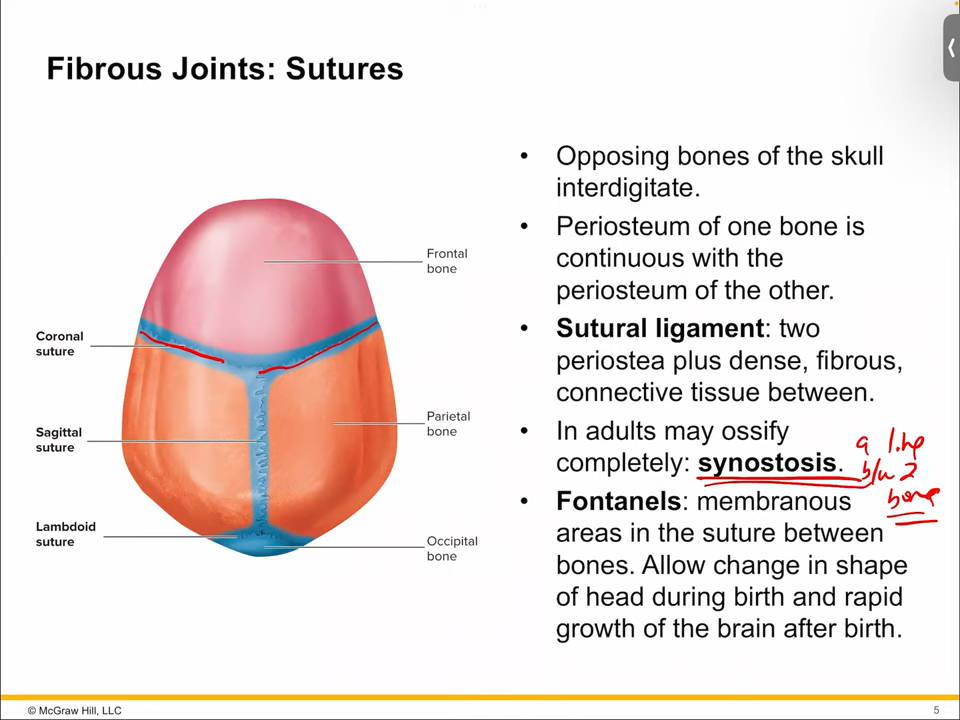 Fibrous Joints: Sutures
Frontal
bone
Coronal
suture
Parietal
bone
Sagittal
suture
Lambdoid
suture
Occipital
bone
• Opposing bones of the skull
interdigitate.
• Periosteum of one bone is
continuous with the
periosteum of the other.
• Sutural ligament: two
periostea plus dense, fibrous,
connective tissue between.
• In adults may ossify
completely: synostosis.
a
b/w 2
bone
• Fontanels: membranous
areas in the suture between
bones. Allow change in shape
of head during birth and rapid
growth of the brain after birth.
© McGraw Hill, LLC
5